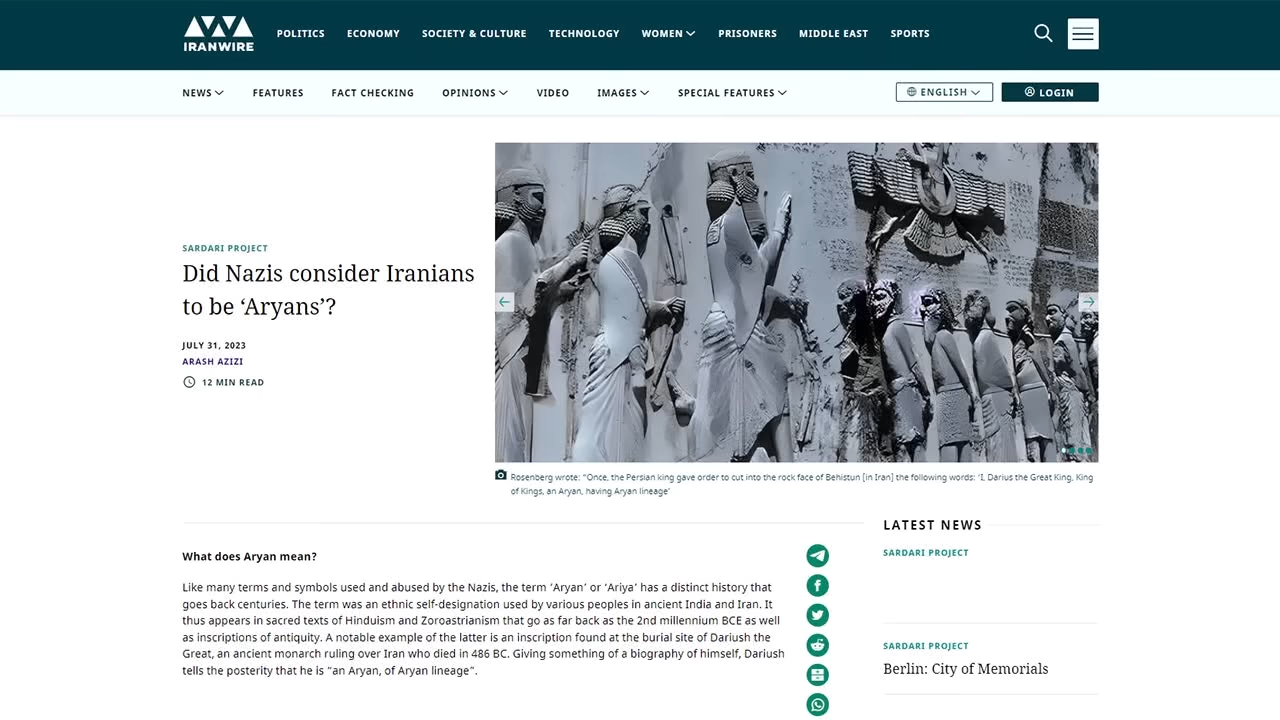 IRANWIRE
POLITICS ECONOMY SOCIETY & CULTURE TECHNOLOGY WOMEN PRISONERS MIDDLE EAST SPORTS
NEWS FEATURES FACT CHECKING OPINIONS VIDEO IMAGES SPECIAL FEATURES ENGLISH LOGIN
SARDARI PROJECT
Did Nazis consider Iranians
to be ‘Aryans’?
JULY 31, 2023
ARASH AZIZI
12 MIN READ
Rosenberg wrote: “Once, the Persian king gave order to cut into the rock face of Behistun [in Iran] the following words: ‘I, Darius the Great King, King
of Kings, an Aryan, having Aryan lineage’
What does Aryan mean?
Like many terms and symbols used and abused by the Nazis, the term ‘Aryan’ or ‘Ariya’ has a distinct history that
goes back centuries. The term was an ethnic self-designation used by various peoples in ancient India and Iran. It
thus appears in sacred texts of Hinduism and Zoroastrianism that go as far back as the 2nd millennium BCE as well
as inscriptions of antiquity. A notable example of the latter is an inscription found at the burial site of Dariush the
Great, an ancient monarch ruling over Iran who died in 486 BC. Giving something of a biography of himself, Dariush
tells the posterity that he is “an Aryan, of Aryan lineage”.
LATEST NEWS
SARDARI PROJECT
SARDARI PROJECT
Berlin: City of Memorials